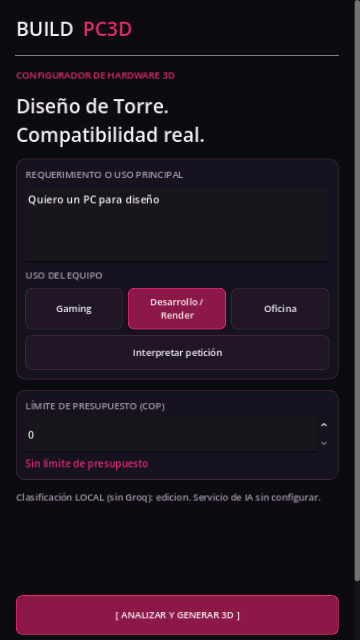 BUILD PC3D
CONFIGURADOR DE HARDWARE 3D
Diseño de Torre.
Compatibilidad real.
REQUERIMIENTO O USO PRINCIPAL
Quiero un PC para diseño
USO DEL EQUIPO
Gaming
Desarrollo /
Render
Oficina
Interpretar petición
LÍMITE DE PRESUPUESTO (COP)
0
Sin límite de presupuesto
Clasificación LOCAL (sin Groq): edicion. Servicio de IA sin configurar.
[ ANALIZAR Y GENERAR 3D ]